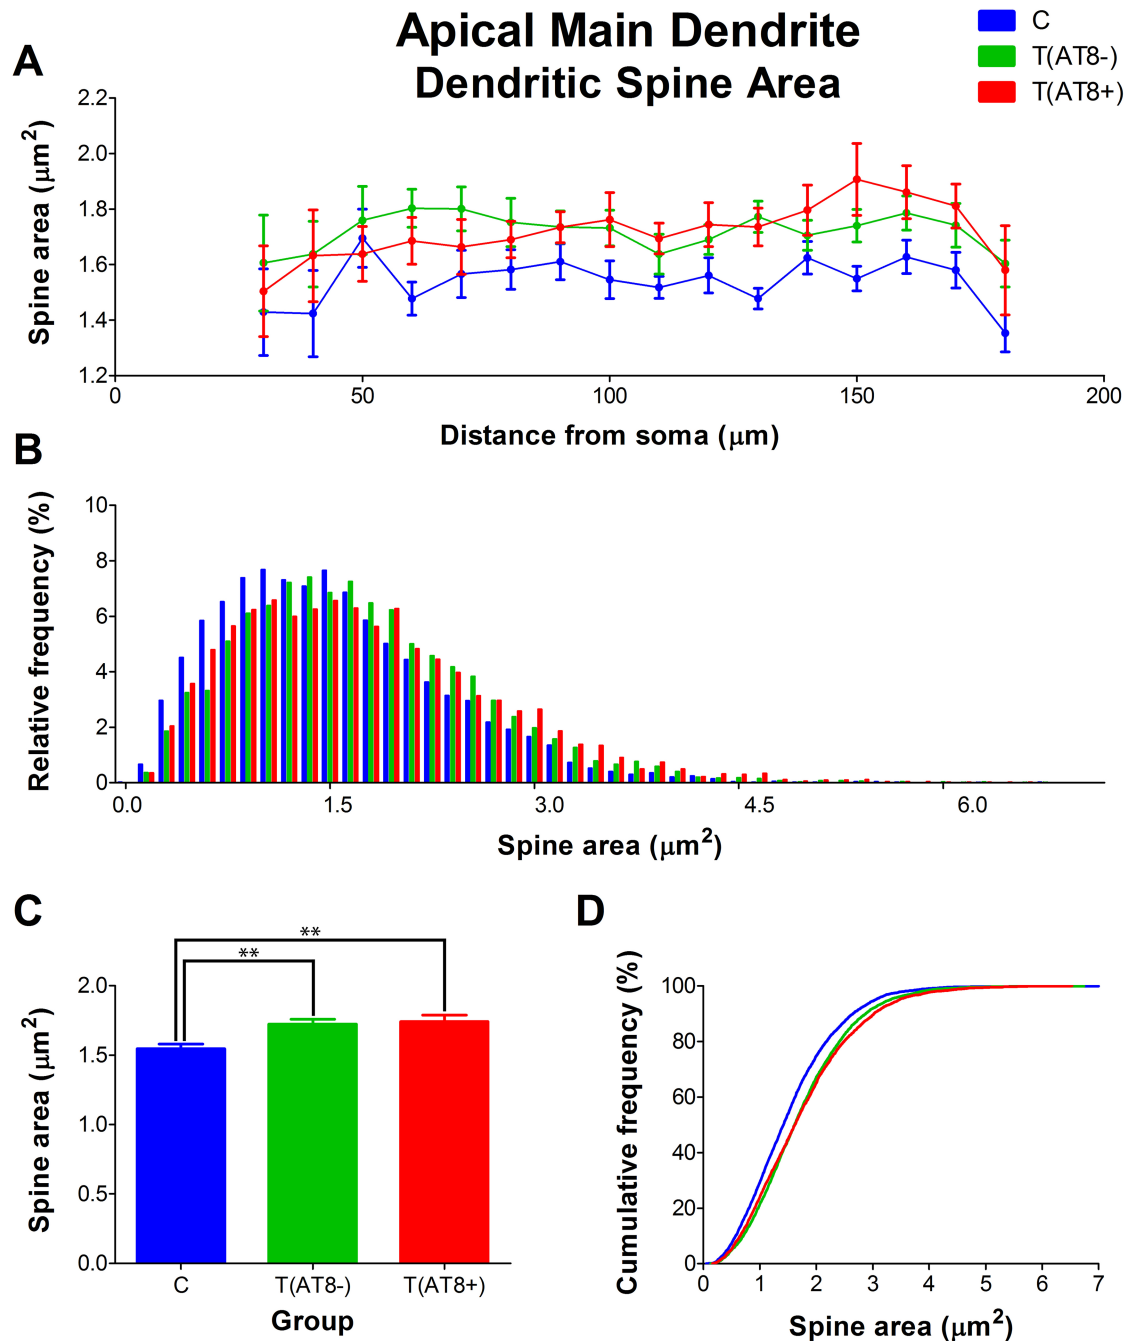 Apical Main Dendrite
Dendritic Spine Area
C
T(AT8-)
T(AT8+)
A
2.2
2.0
1.8
1.6
1.4
1.2
Spine area (μm²)
0 50 100 150 200
Distance from soma (μm)
B
10
8
6
4
2
0
Relative frequency (%)
0.0 1.5 3.0 4.5 6.0
Spine area (μm²)
C
**
**
2.0
1.5
1.0
0.5
0.0
Spine area (μm²)
C T(AT8-) T(AT8+)
Group
D
100
80
60
40
20
0
Cumulative frequency (%)
0 1 2 3 4 5 6 7
Spine area (μm²)